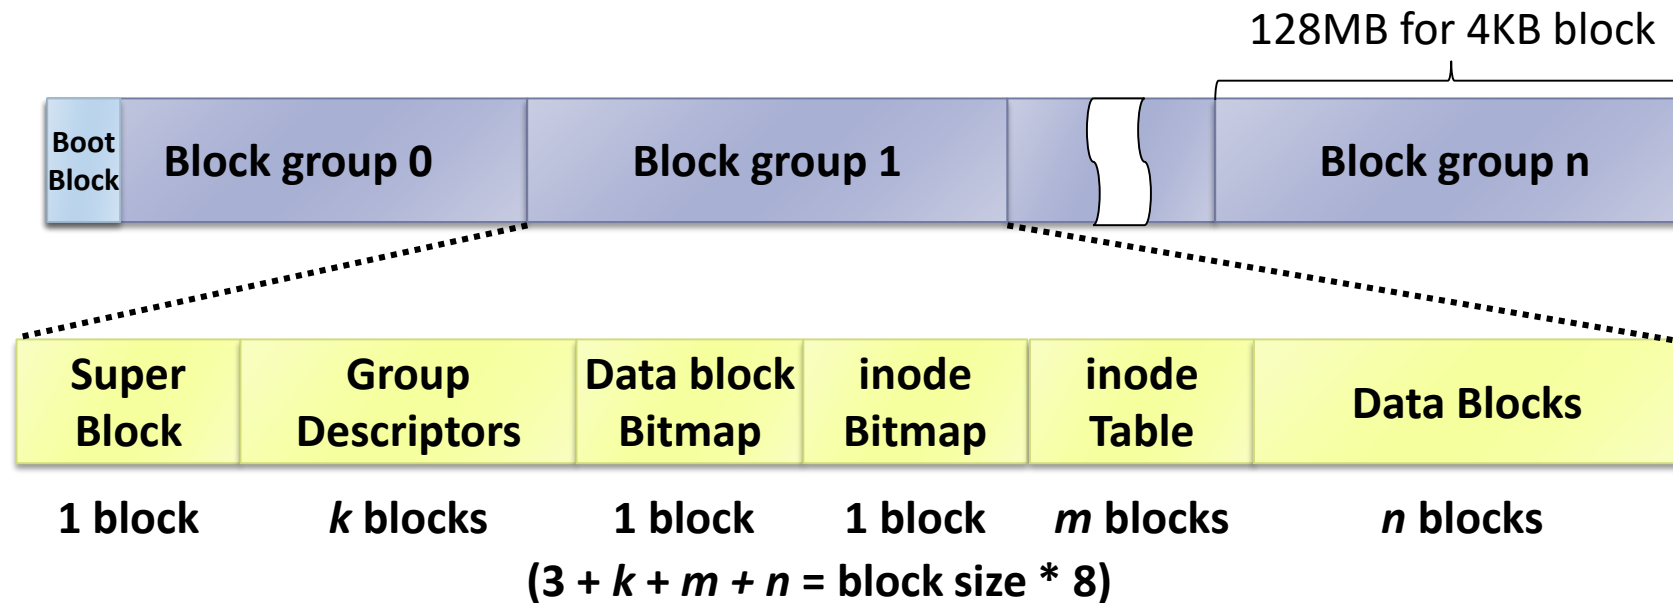 128MB for 4KB block
Boot
Block
Block group 0
Block group 1
Block group n
Super
Block
Group
Descriptors
Data block
Bitmap
inode
Bitmap
inode
Table
Data Blocks
1 block
k blocks
1 block
1 block
m blocks
n blocks
(3 + k + m + n = block size * 8)